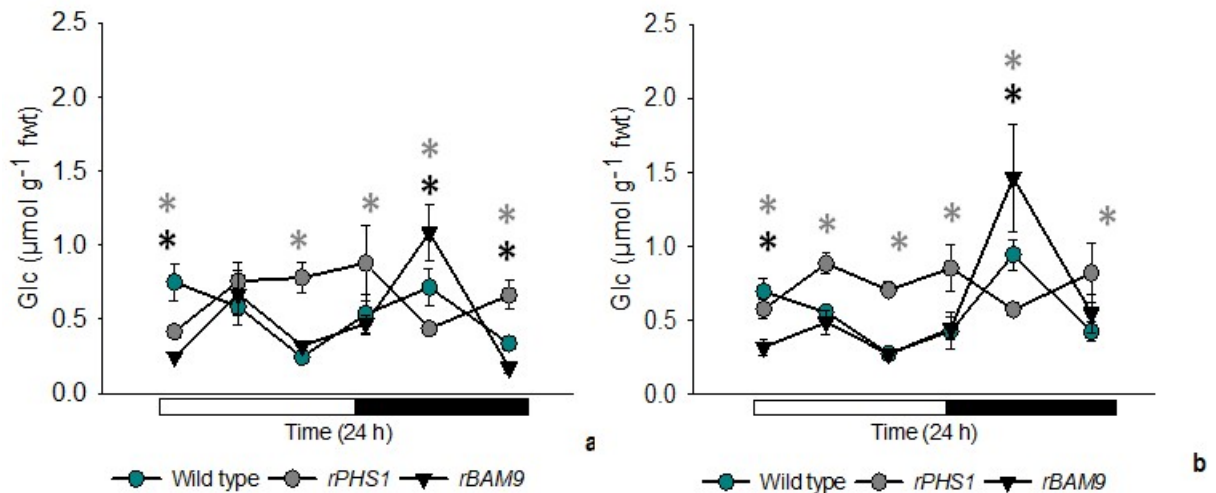 2.5
2.0
1.5
1.0
0.5
0.0
Glc (µmol g⁻¹ fwt)
* * * * * * * *
Time (24 h)
a
Wild type rPHS1 rBAM9
2.5
2.0
1.5
1.0
0.5
0.0
Glc (µmol g⁻¹ fwt)
* * * * * * * *
Time (24 h)
b
Wild type rPHS1 rBAM9